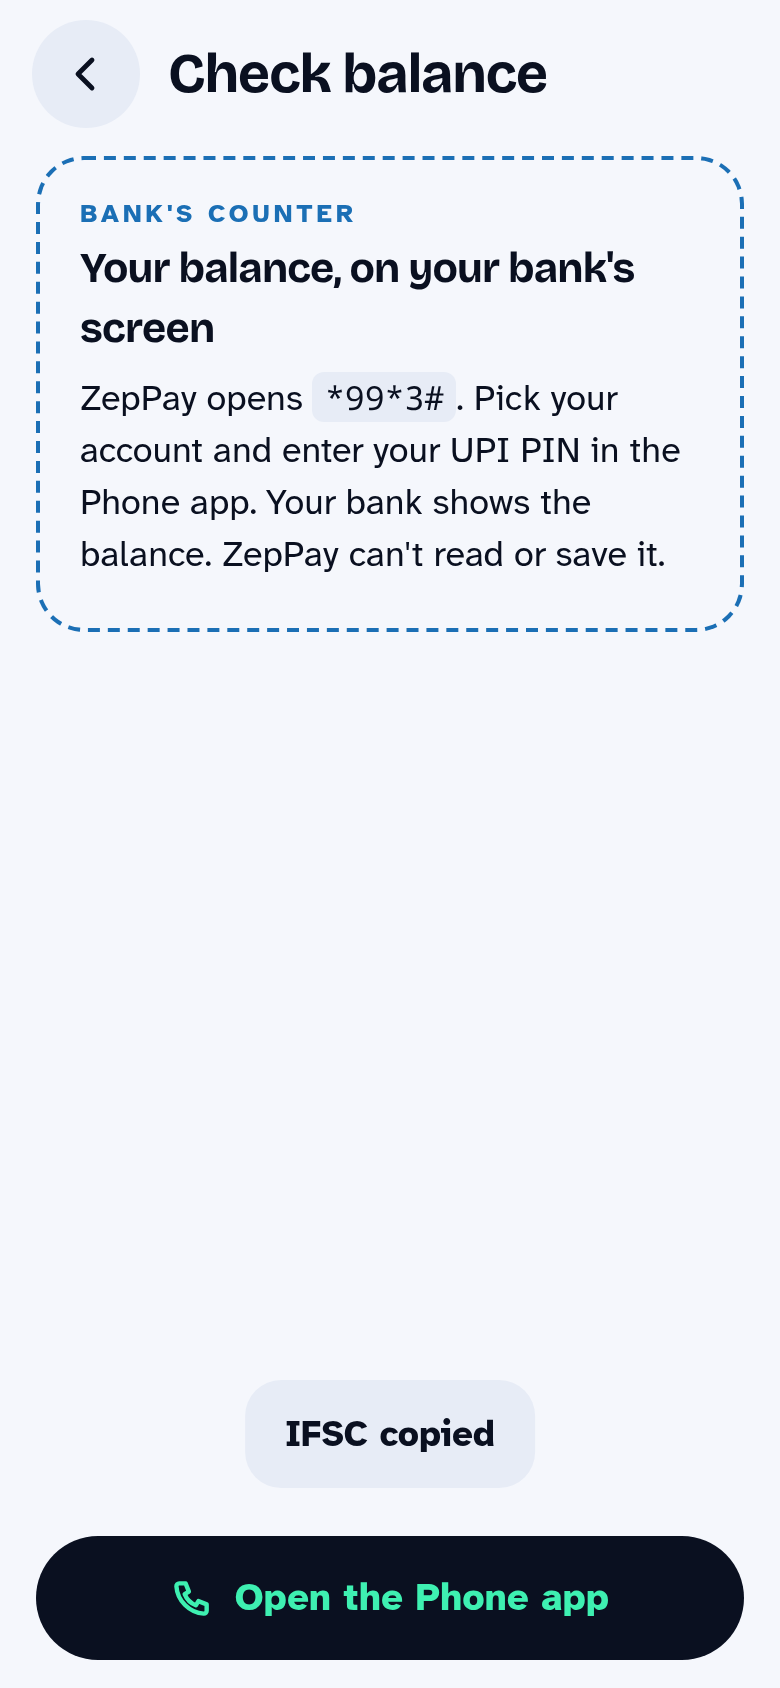 Check balance
BANK'S COUNTER
Your balance, on your bank's
screen
ZepPay opens *99*3#. Pick your
account and enter your UPI PIN in the
Phone app. Your bank shows the
balance. ZepPay can't read or save it.
IFSC copied
Open the Phone app